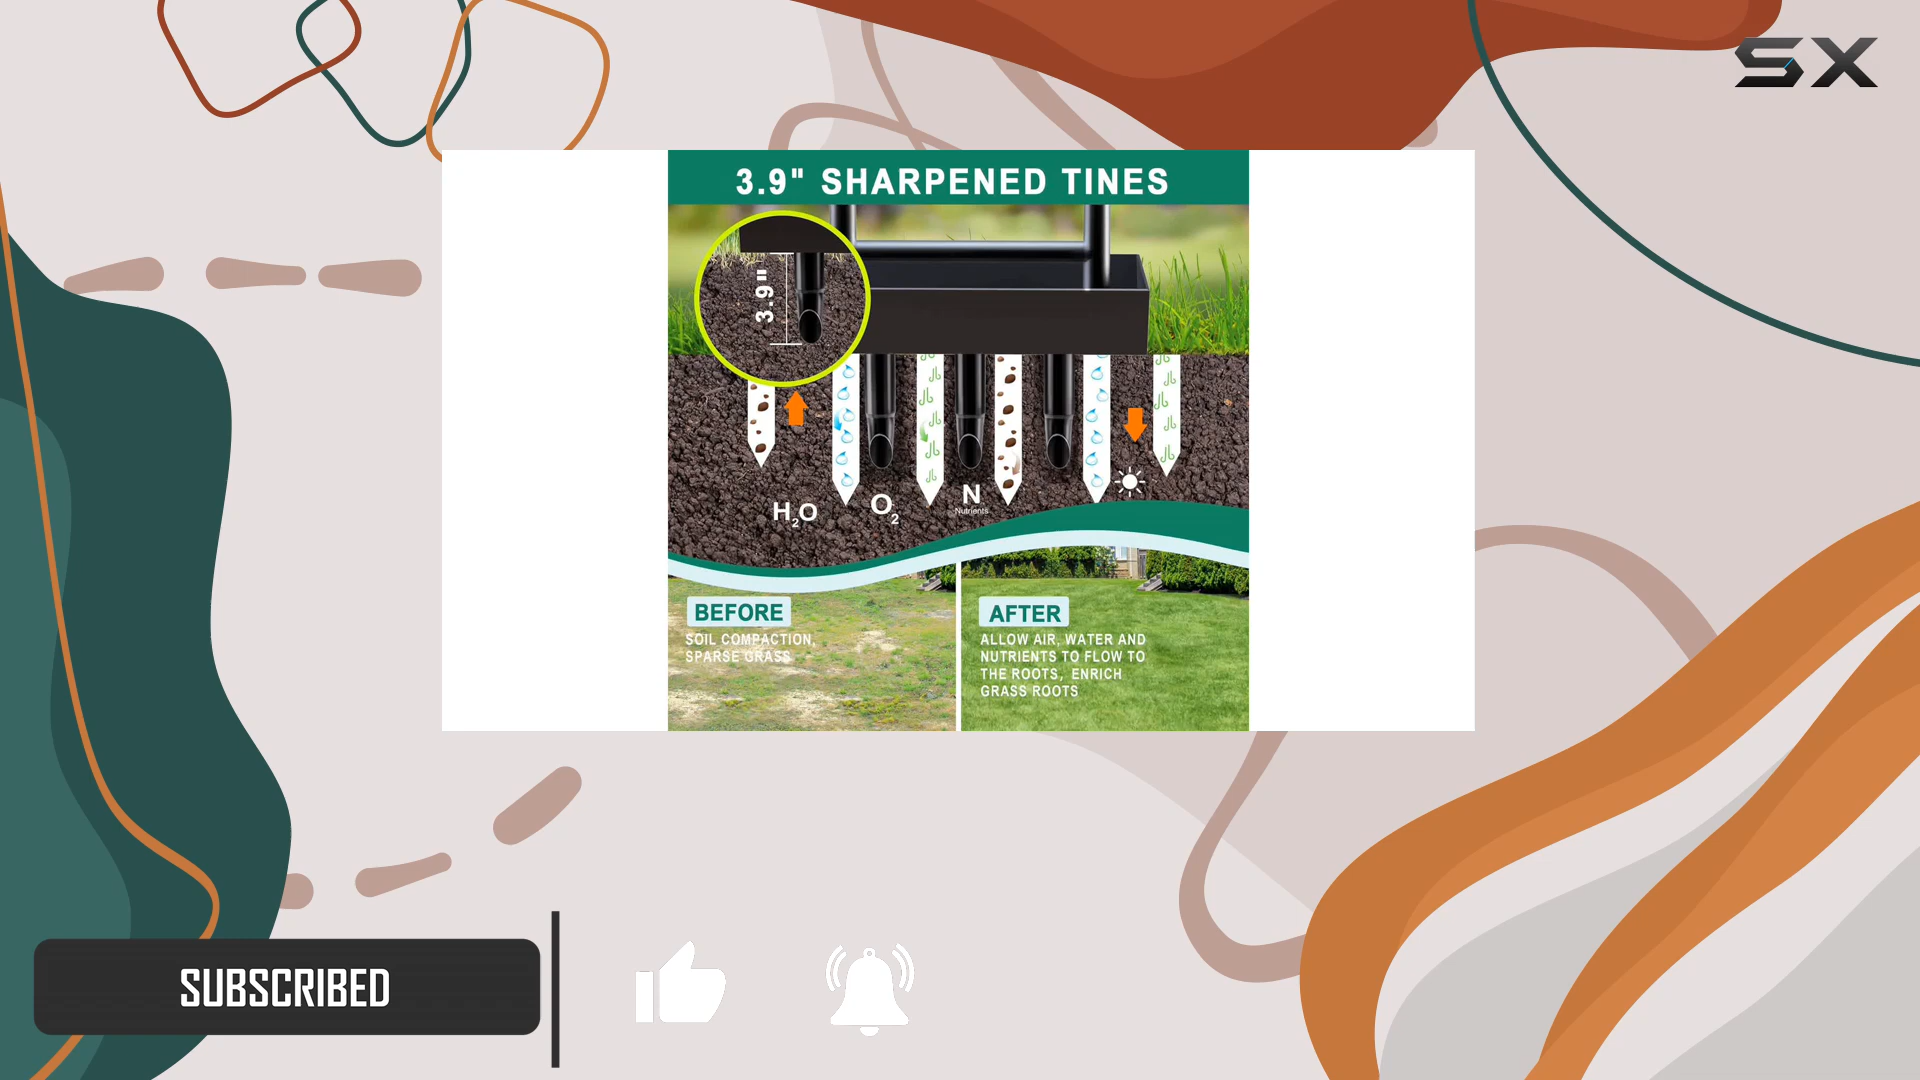 SX
3.9" SHARPENED TINES
3.9"
H2O
O2
N
Nutrients
BEFORE
SOIL COMPACTION,
SPARSE GRASS
AFTER
ALLOW AIR, WATER AND
NUTRIENTS TO FLOW TO
THE ROOTS, ENRICH
GRASS ROOTS
SUBSCRIBED